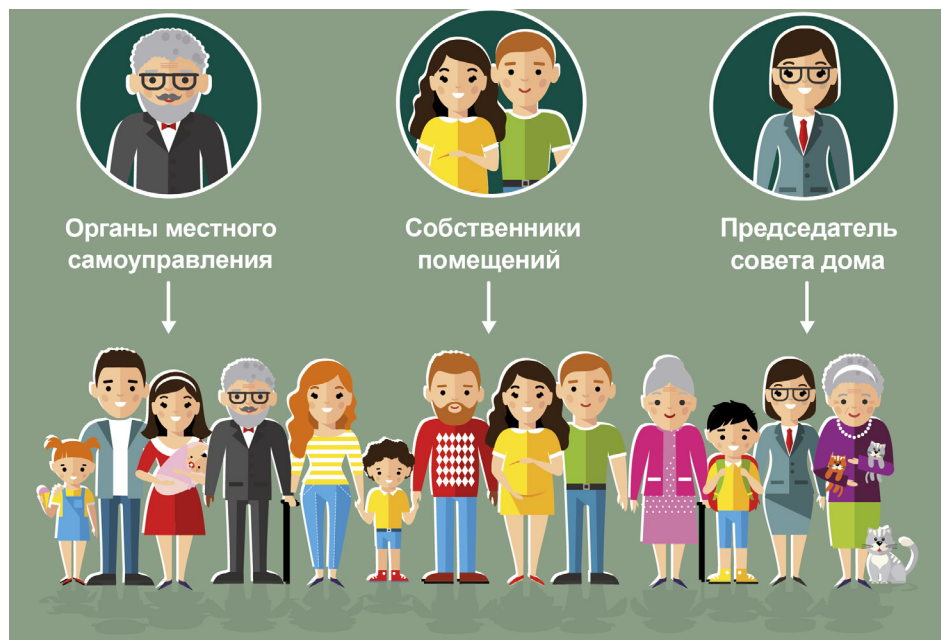 Органы местного
самоуправления
Собственники
помещений
Председатель
совета дома